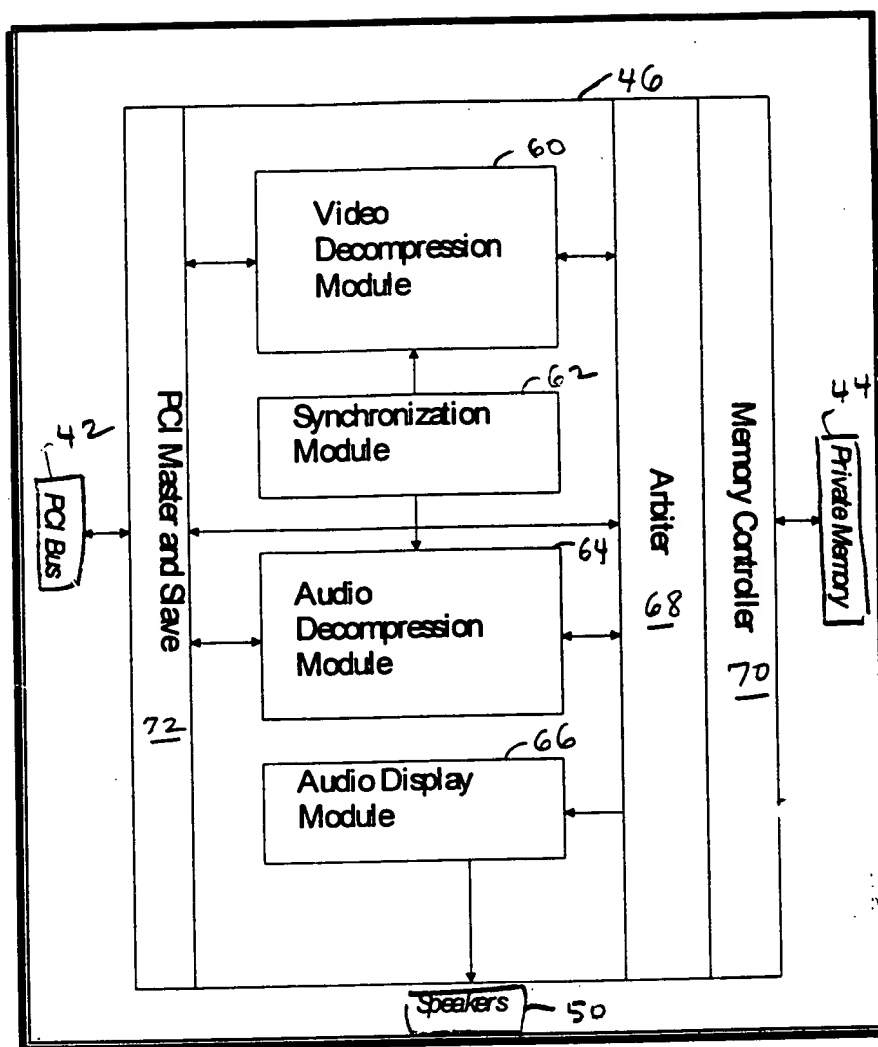 46
60
Video
Decompression
Module
62
Synchronization
Module
64
Audio
Decompression
Module
66
Audio Display
Module
PCI Master and Slave
72
42
PCI Bus
Arbiter
68
Memory Controller
70
44
Private Memory
Speakers
50